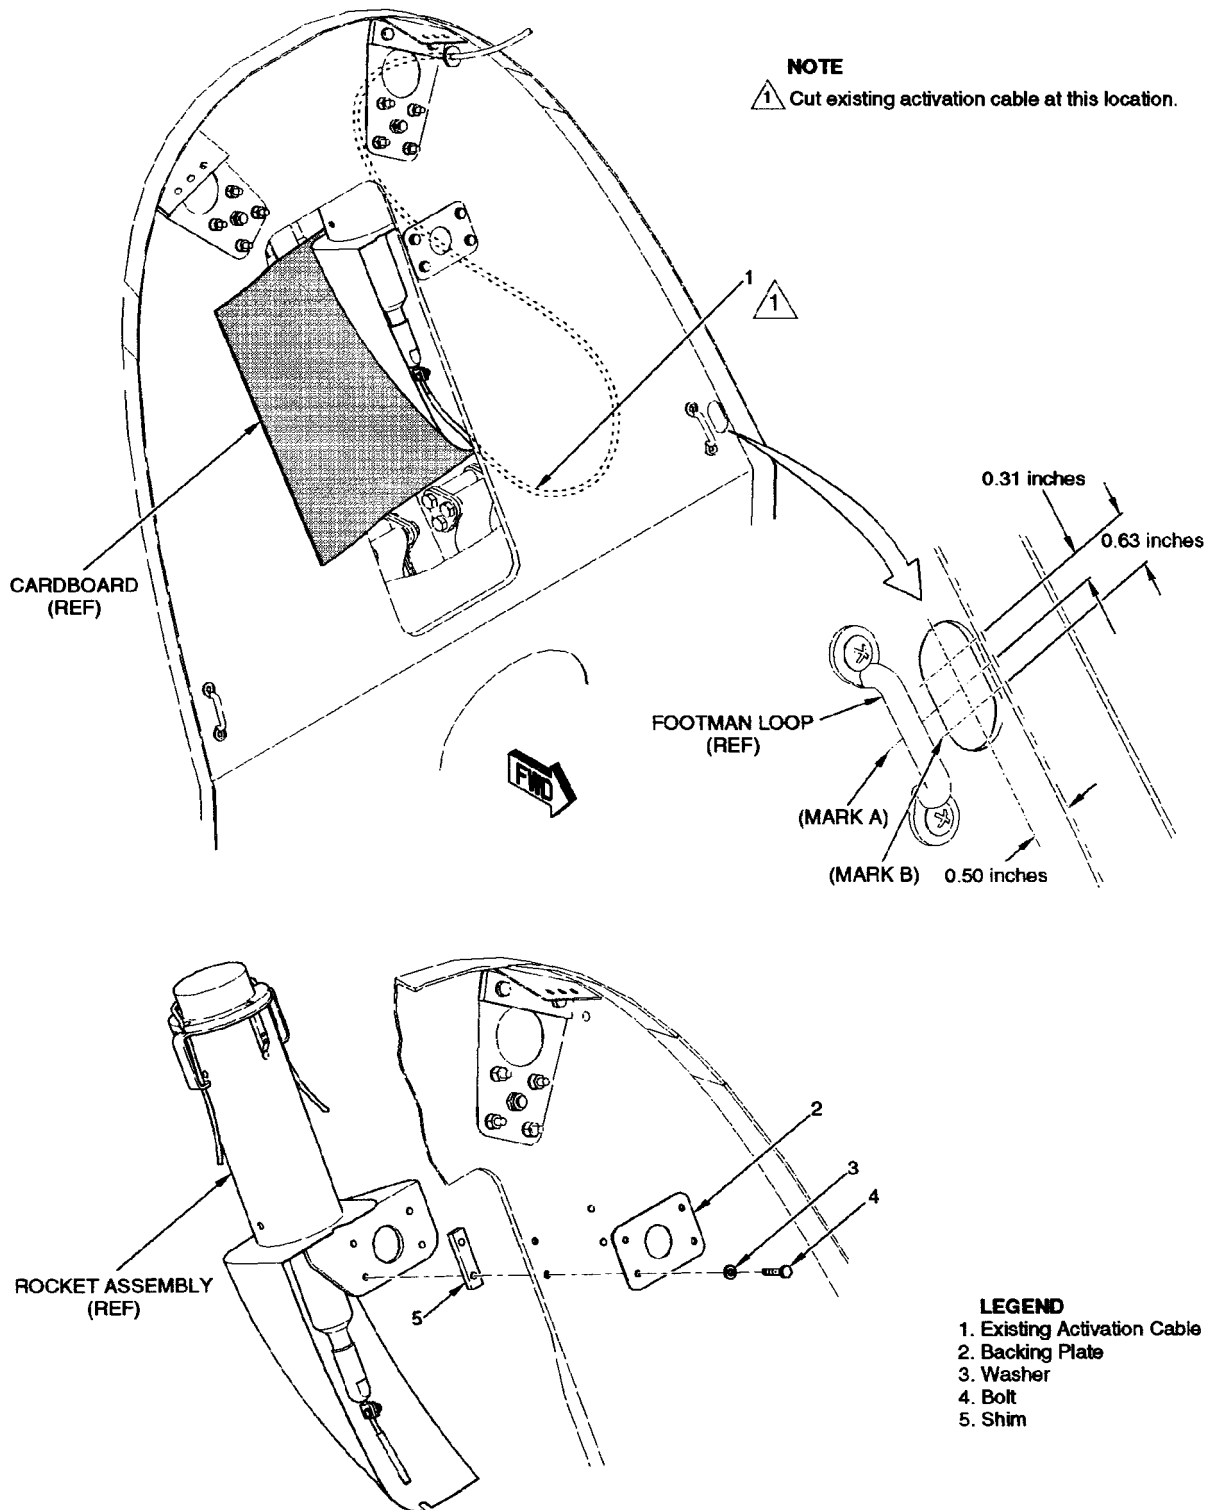 NOTE
1 Cut existing activation cable at this location.
1
1
0.31 inches
0.63 inches
CARDBOARD
(REF)
FOOTMAN LOOP
(REF)
FWD
(MARK A)
(MARK B)
0.50 inches
2
3
4
ROCKET ASSEMBLY
(REF)
5
LEGEND
1. Existing Activation Cable
2. Backing Plate
3. Washer
4. Bolt
5. Shim